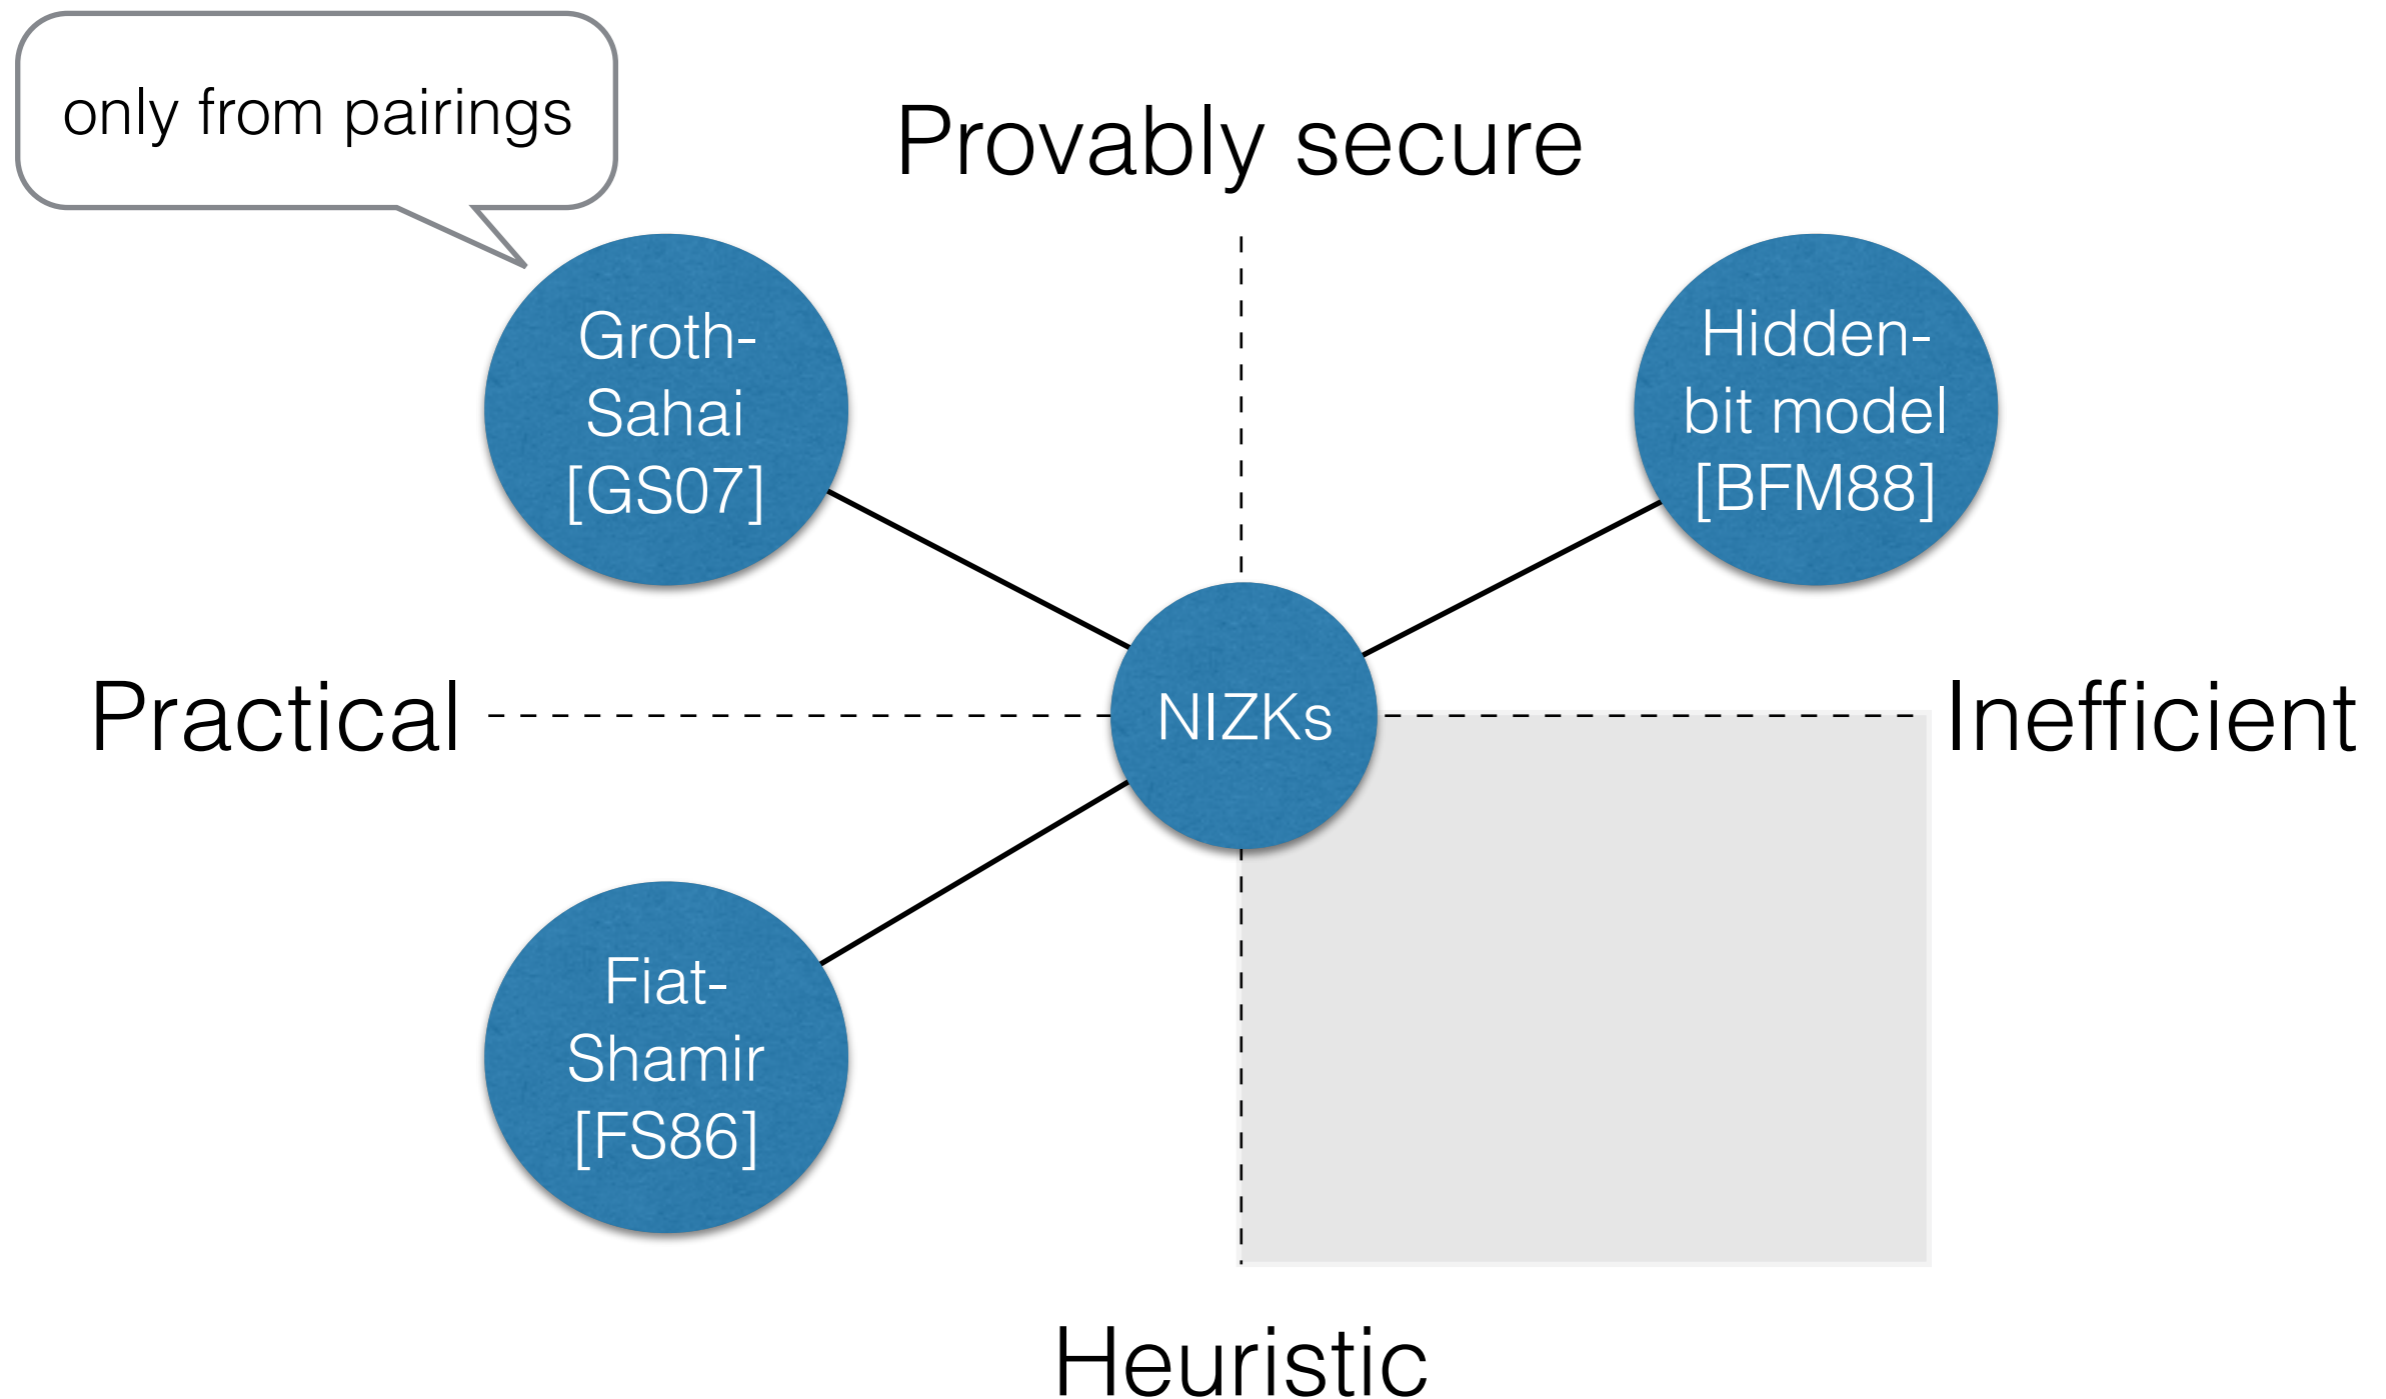 only from pairings
Provably secure
Groth-
Sahai
[GS07]
Hidden-
bit model
[BFM88]
Practical
NIZKs
Inefficient
Fiat-
Shamir
[FS86]
Heuristic